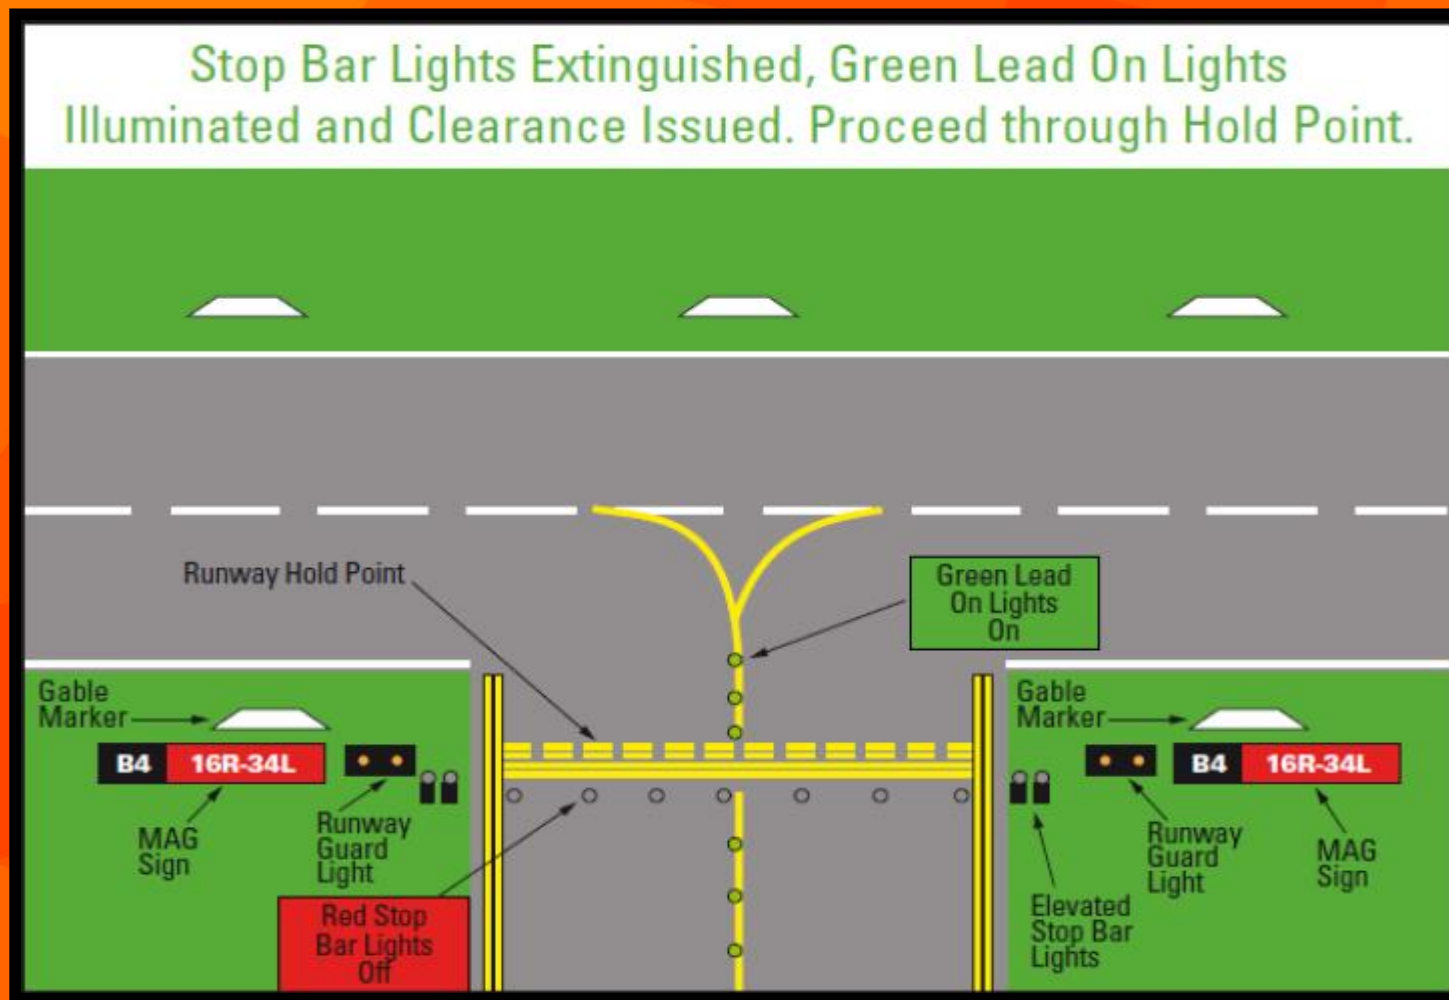 Stop Bar Lights Extinguished, Green Lead On Lights
Illuminated and Clearance Issued. Proceed through Hold Point.
Runway Hold Point
Green Lead
On Lights
On
Gable
Marker
B4 16R-34L
MAG
Sign
Runway
Guard
Light
Red Stop
Bar Lights
Off
Gable
Marker
B4 16R-34L
Runway
Guard
Light
MAG
Sign
Elevated
Stop Bar
Lights